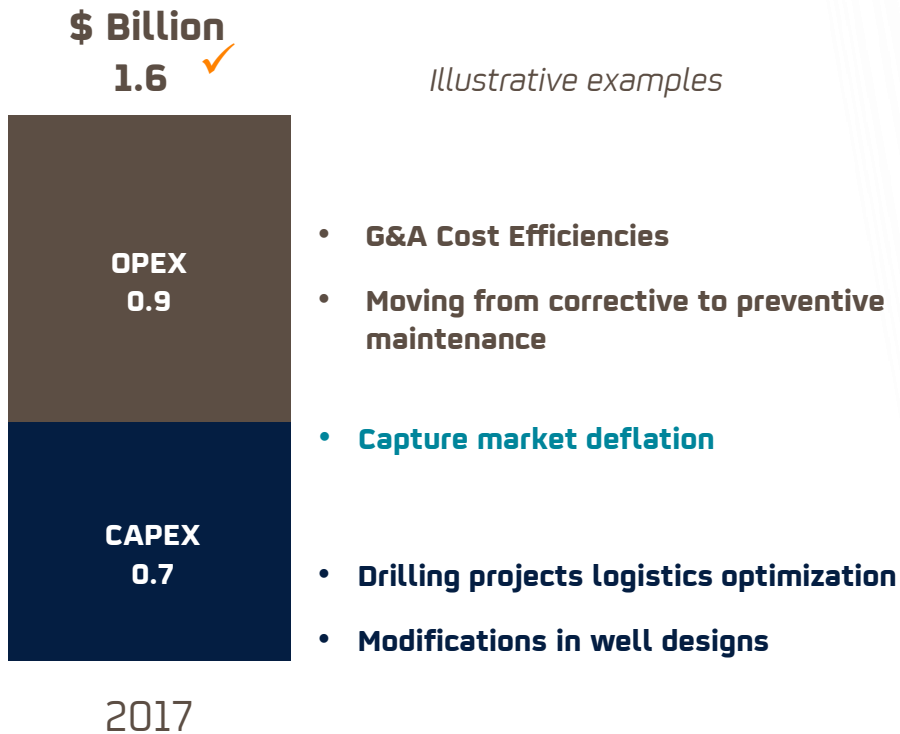 $ Billion
1.6
Illustrative examples
OPEX
0.9
• G&A Cost Efficiencies
• Moving from corrective to preventive
maintenance
• Capture market deflation
CAPEX
0.7
• Drilling projects logistics optimization
• Modifications in well designs
2017